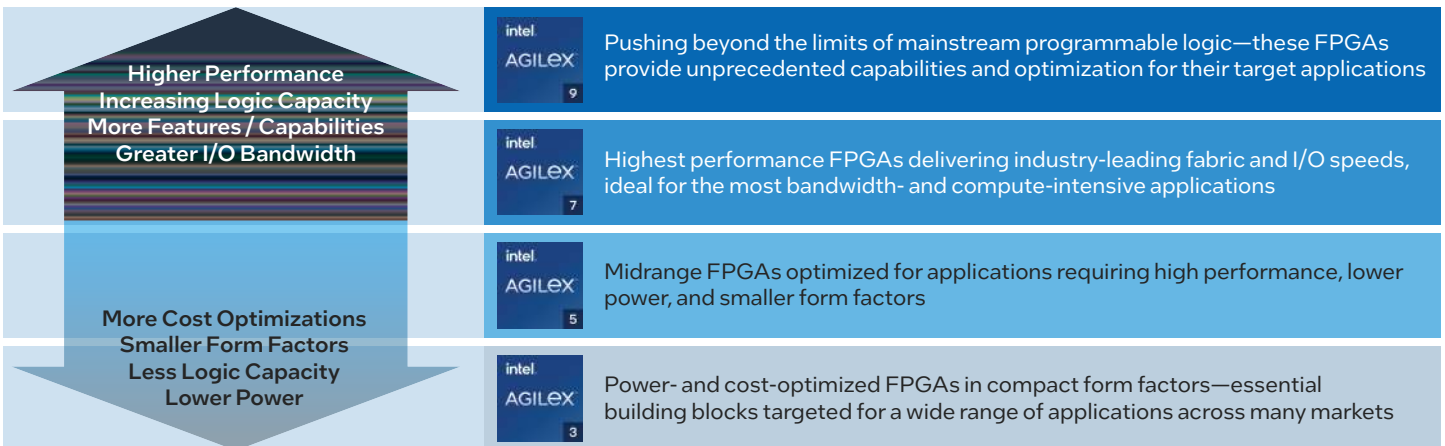 Higher Performance
Increasing Logic Capacity
More Features / Capabilities
Greater I/O Bandwidth
More Cost Optimizations
Smaller Form Factors
Less Logic Capacity
Lower Power
intel
AGILEX
9
Pushing beyond the limits of mainstream programmable logic—these FPGAs
provide unprecedented capabilities and optimization for their target applications
intel
AGILEX
7
Highest performance FPGAs delivering industry-leading fabric and I/O speeds,
ideal for the most bandwidth- and compute-intensive applications
intel
AGILEX
5
Midrange FPGAs optimized for applications requiring high performance, lower
power, and smaller form factors
intel
AGILEX
3
Power- and cost-optimized FPGAs in compact form factors—essential
building blocks targeted for a wide range of applications across many markets